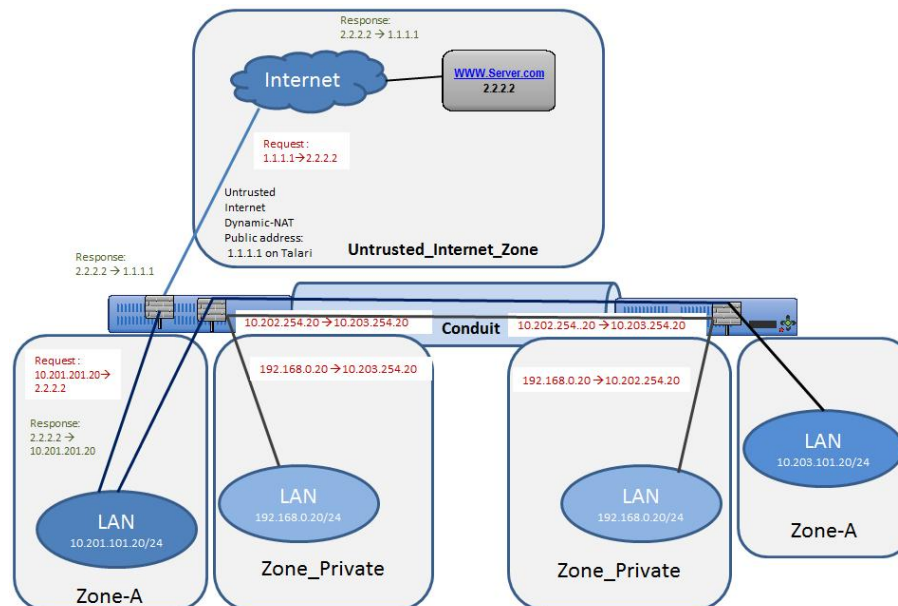 Response:
2.2.2.2 → 1.1.1.1
Internet
WWW.Server.com
2.2.2.2
Request :
1.1.1.1→2.2.2.2
Untrusted
Internet
Dynamic-NAT
Public address:
1.1.1.1 on Talari
Untrusted_Internet_Zone
Response:
2.2.2.2 → 1.1.1.1
10.202.254.20 →10.203.254.20
Conduit
10.202.254..20 →10.203.254.20
Request :
10.201.201.20→
2.2.2.2
192.168.0.20 →10.203.254.20
192.168.0.20 →10.202.254.20
Response:
2.2.2.2 →
10.201.201.20
LAN
10.203.101.20/24
LAN
10.201.101.20/24
LAN
192.168.0.20/24
LAN
192.168.0.20/24
Zone-A
Zone_Private
Zone_Private
Zone-A